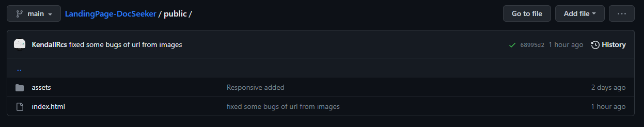 main
LandingPage-DocSeeker / public /
Go to file
Add file
...
KendallRcs fixed some bugs of url from images
1 hour ago
History
..
assets
Responsive added
2 days ago
index.html
fixed some bugs of url from images
1 hour ago